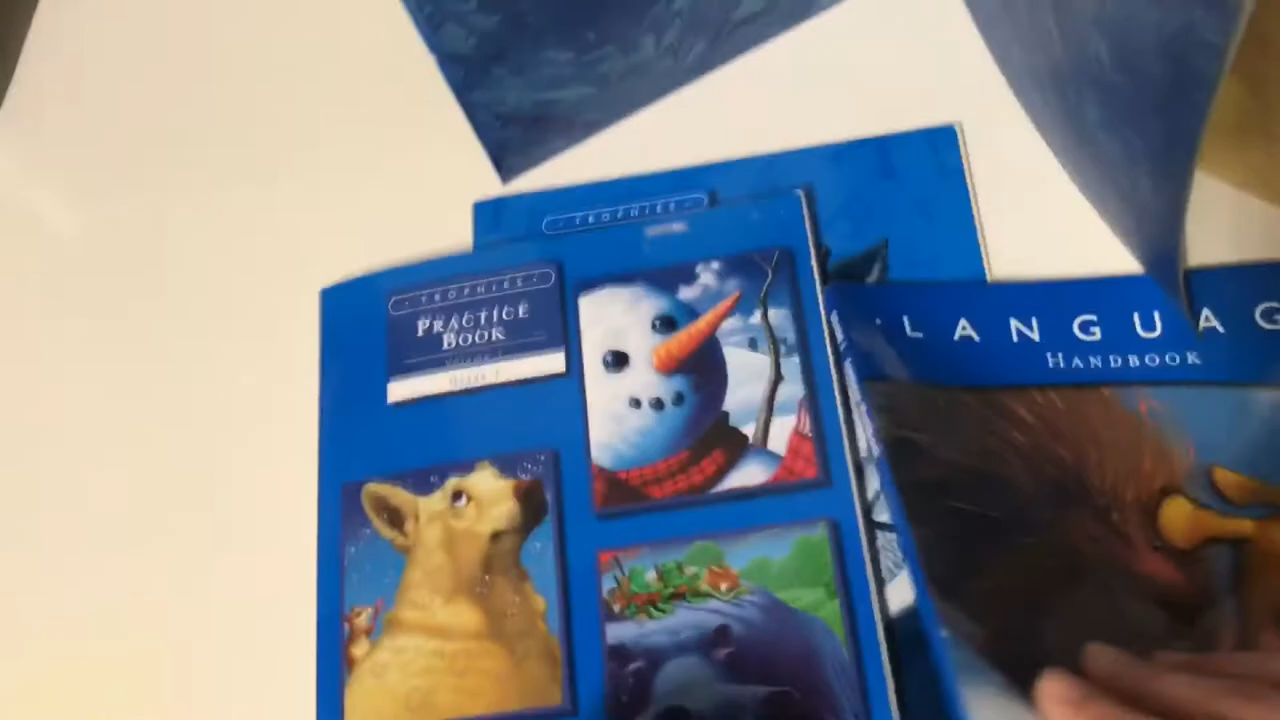 TROPHIES
TROPHIES
PRACTICE
BOOK
LANGUAG
HANDBOOK